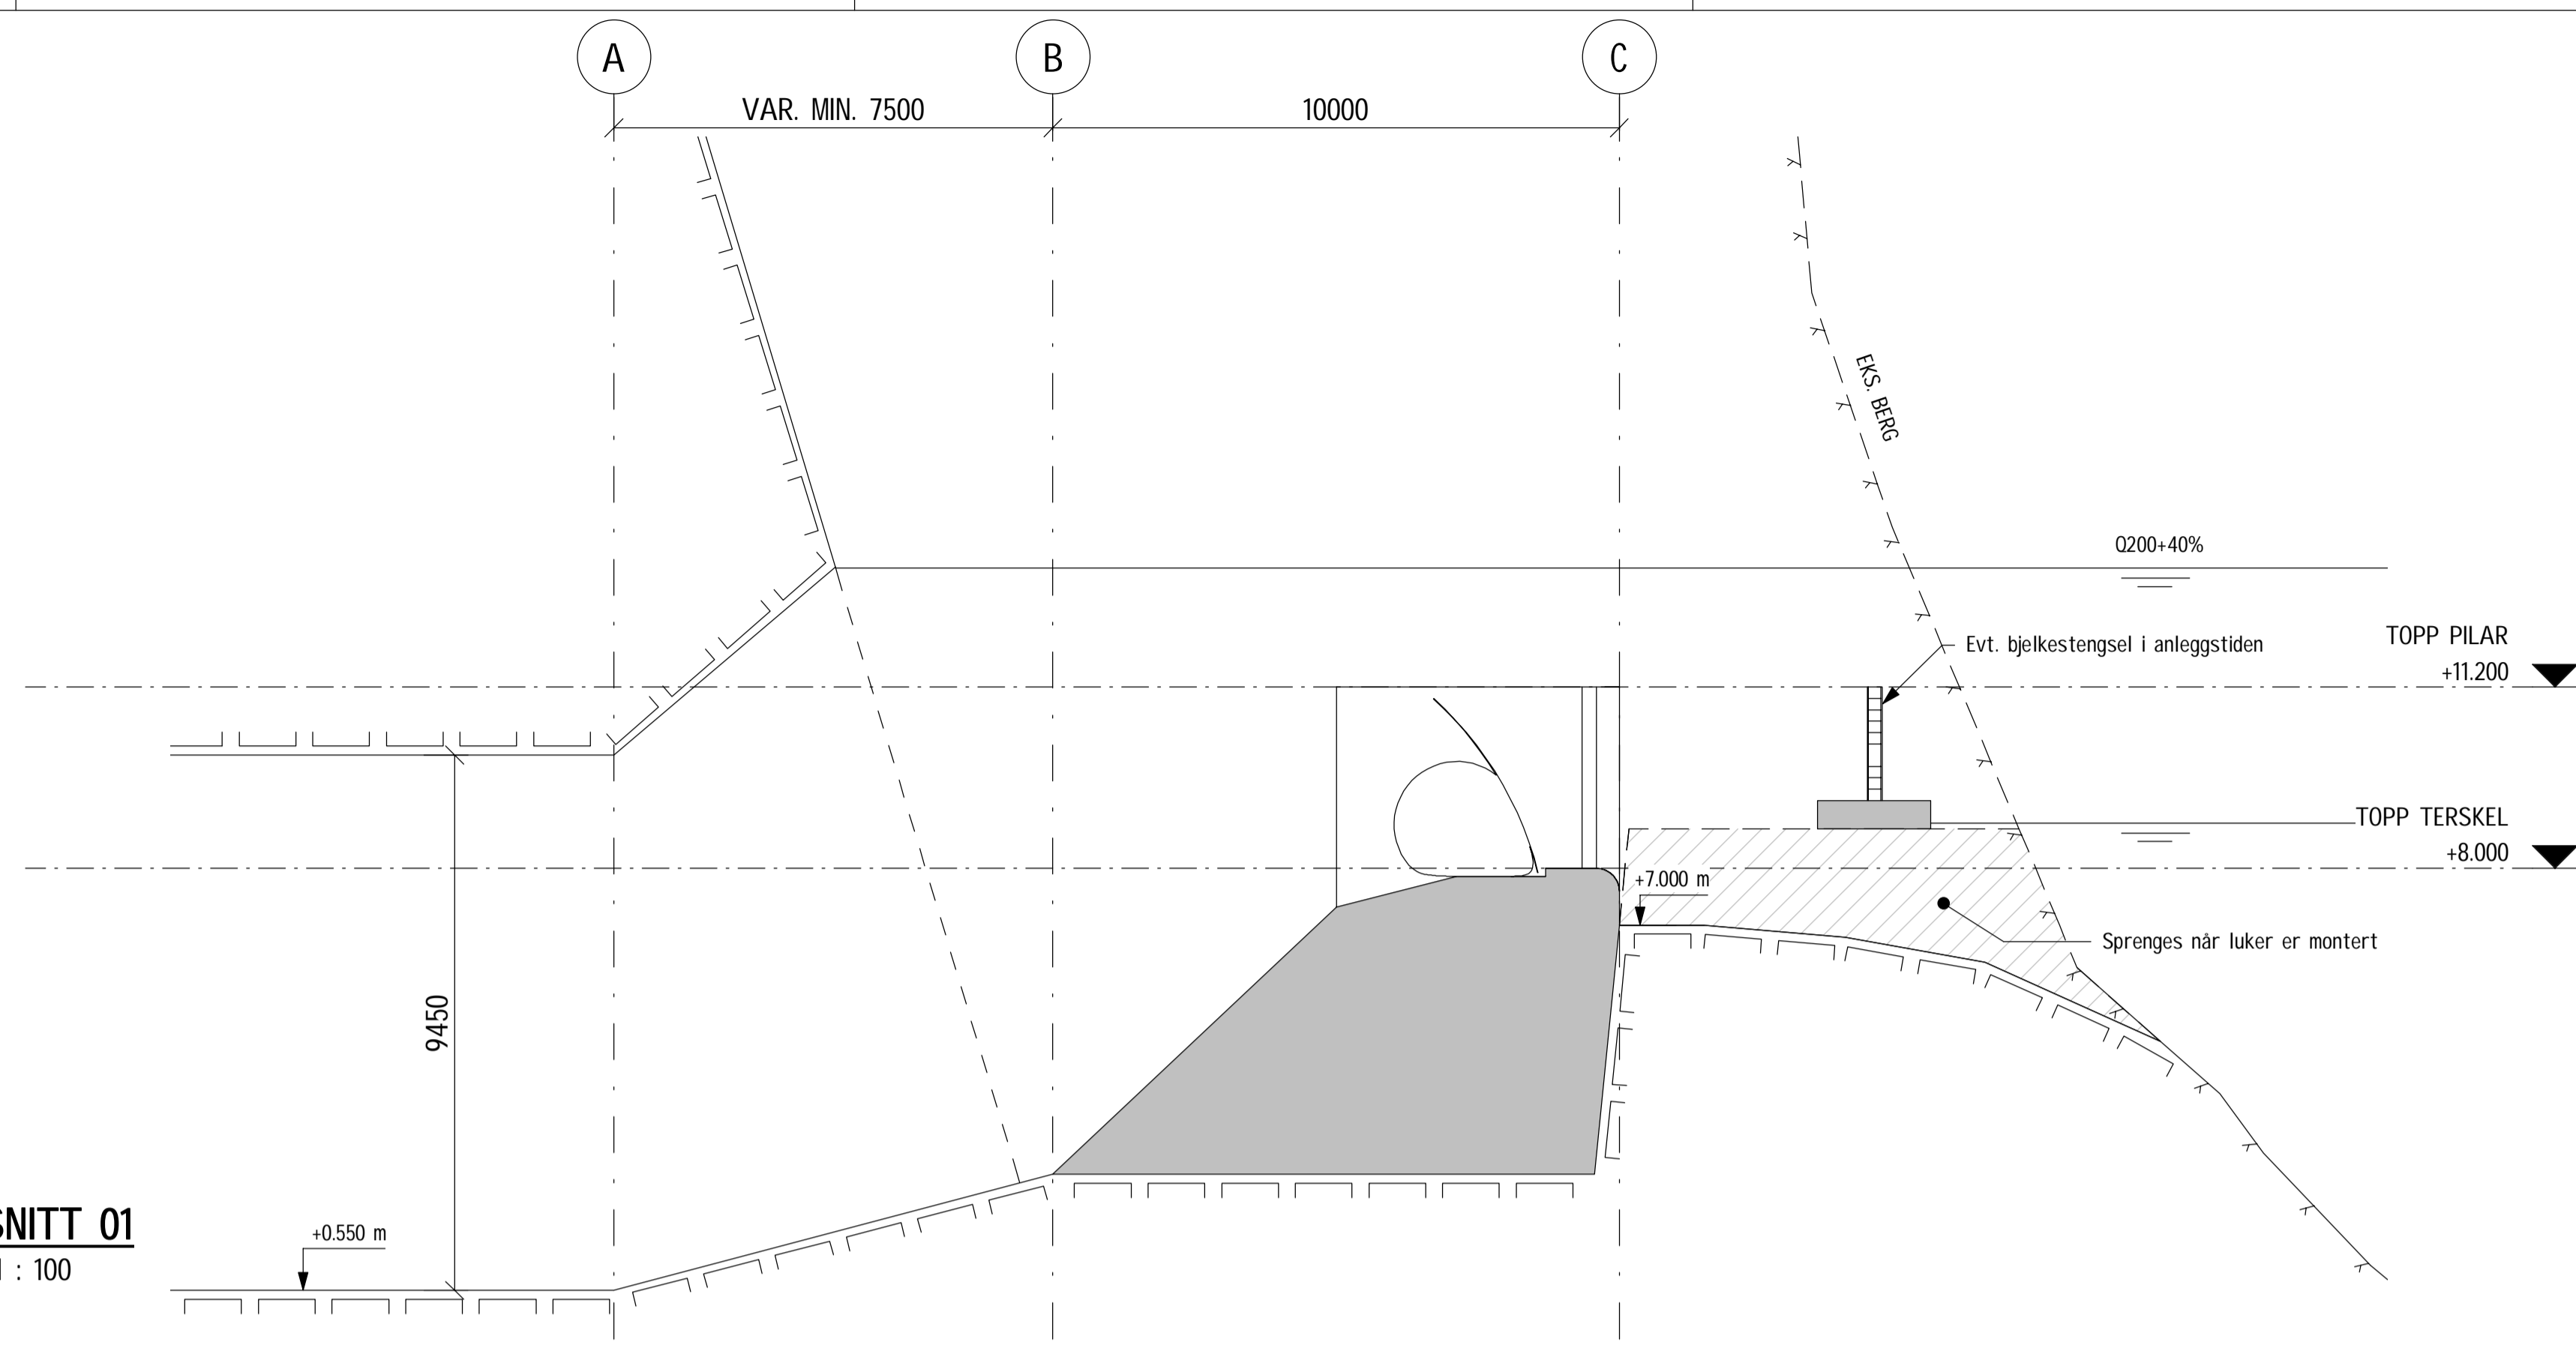 A
B
C
VAR. MIN. 7500
10000
EKS. BERG
Q200+40%
TOPP PILAR
+11.200
Evt. bjelkestengsel i anleggstiden
TOPP TERSKEL
+8.000
+7.000 m
Sprenges når luker er montert
9450
SNITT 01
1 : 100
+0.550 m